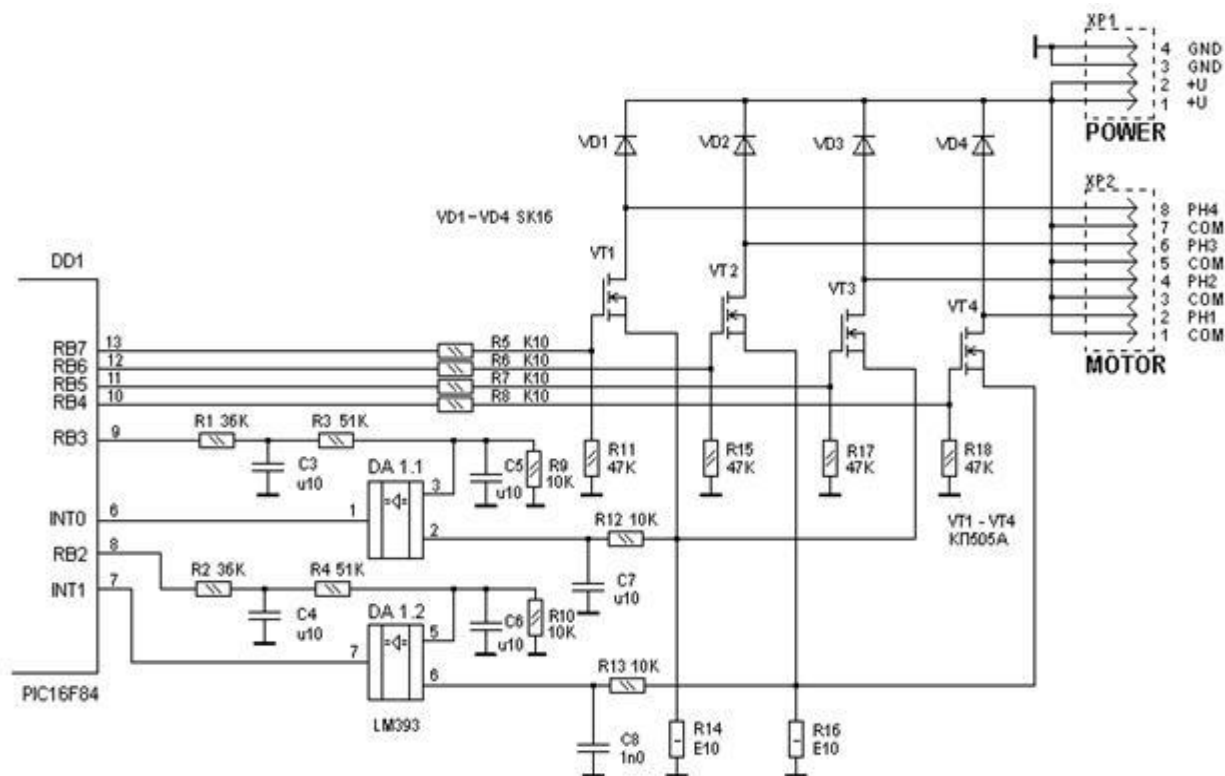 XP1
4 GND
3 GND
2 +U
1 +U
POWER
VD1
VD2
VD3
VD4
XP2
8 PH4
7 COM
6 PH3
5 COM
4 PH2
3 COM
2 PH1
1 COM
MOTOR
VD1-VD4 SK16
VT1
VT2
VT3
VT4
DD1
RB7 13
R5 K10
RB6 12
R6 K10
RB5 11
R7 K10
RB4 10
R8 K10
RB3 9
R1 36K
R3 51K
C3
u10
DA 1.1
3
C5
u10
R9
10K
R11
47K
R15
47K
R17
47K
R18
47K
INT0 6
1
2
R12 10K
VT1 - VT4
КП505А
RB2 8
R2 36K
R4 51K
C7
u10
INT1 7
C4
u10
DA 1.2
5
C6
u10
R10
10K
7
6
R13 10K
PIC16F84
LM393
C8
1n0
R14
E10
R16
E10